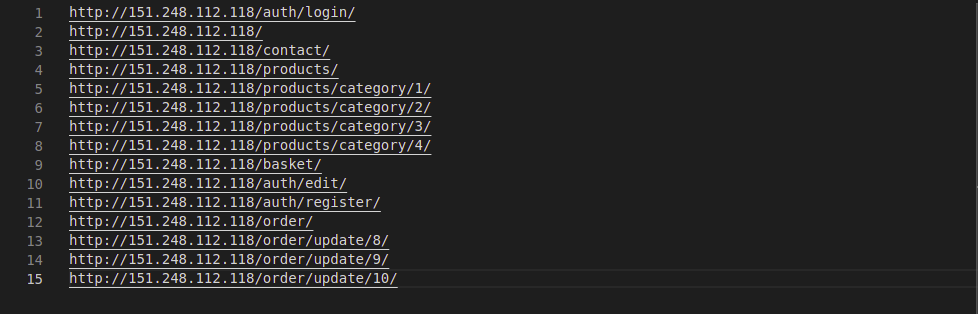 1 http://151.248.112.118/auth/login/
2 http://151.248.112.118/
3 http://151.248.112.118/contact/
4 http://151.248.112.118/products/
5 http://151.248.112.118/products/category/1/
6 http://151.248.112.118/products/category/2/
7 http://151.248.112.118/products/category/3/
8 http://151.248.112.118/products/category/4/
9 http://151.248.112.118/basket/
10 http://151.248.112.118/auth/edit/
11 http://151.248.112.118/auth/register/
12 http://151.248.112.118/order/
13 http://151.248.112.118/order/update/8/
14 http://151.248.112.118/order/update/9/
15 http://151.248.112.118/order/update/10/